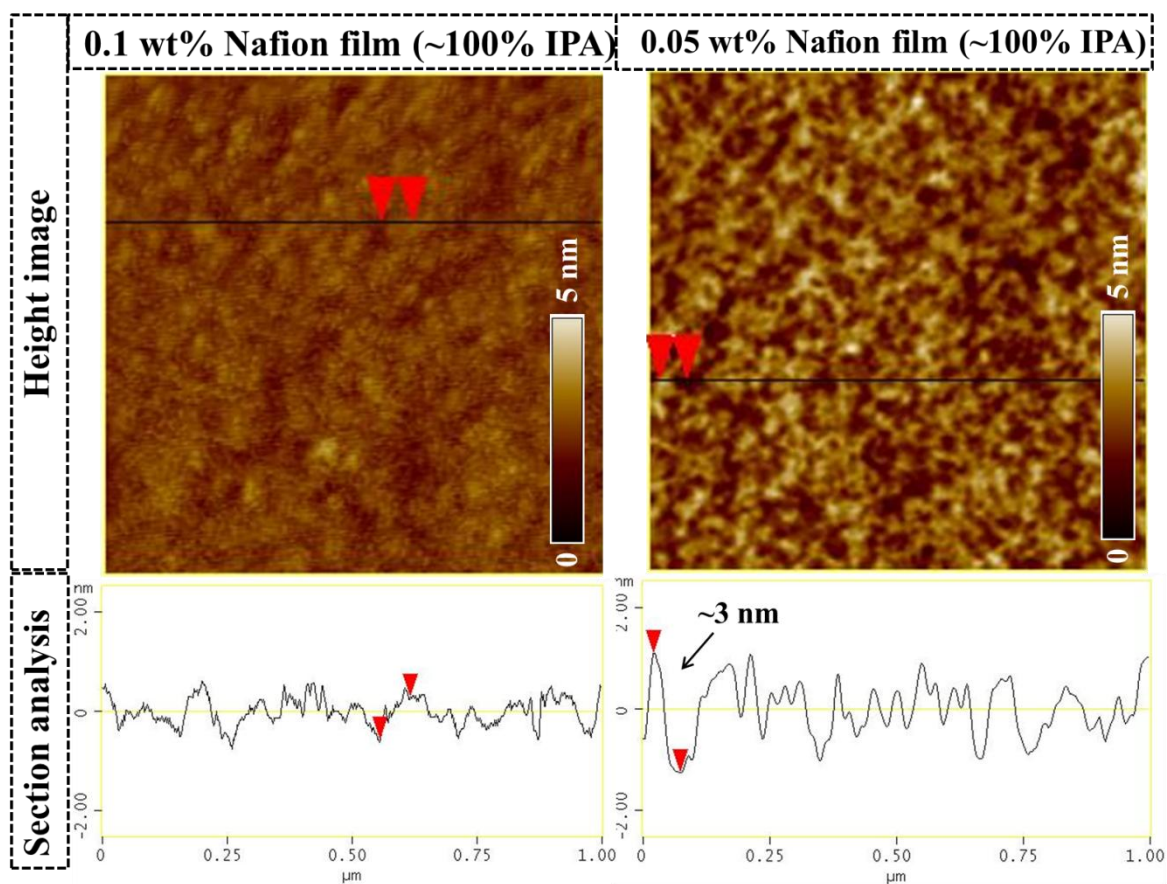 0.1 wt% Nafion film (~100% IPA)
0.05 wt% Nafion film (~100% IPA)
Height image
5 nm
0
5 nm
0
Section analysis
nm
2.00
0
-2.00
0
0.25
0.50
0.75
1.00
µm
nm
2.00
0
-2.00
~3 nm
0
0.25
0.50
0.75
1.00
µm